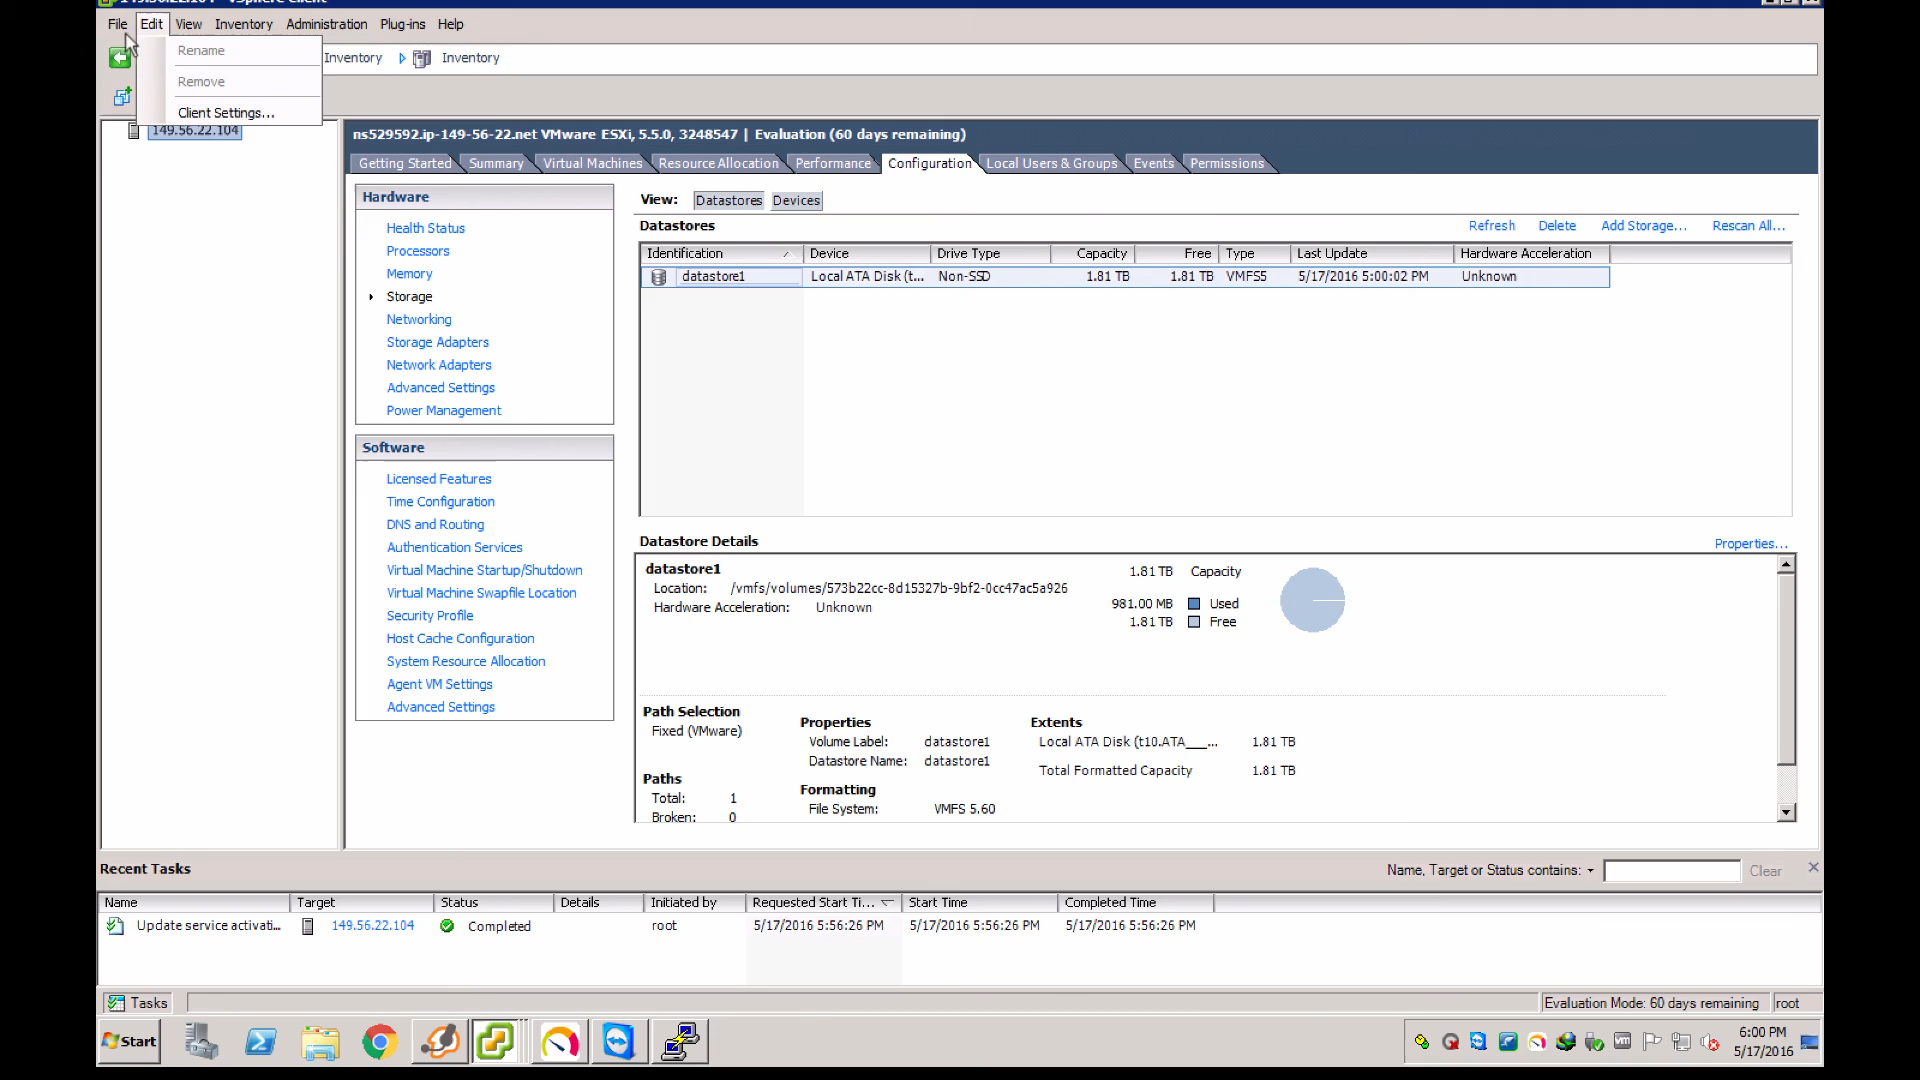 149.56.22.104 - vSphere Client
File Edit View Inventory Administration Plug-ins Help
Rename
Remove
Client Settings...
Inventory Inventory
149.56.22.104
ns529592.ip-149-56-22.net VMware ESXi, 5.5.0, 3248547 | Evaluation (60 days remaining)
Getting Started Summary Virtual Machines Resource Allocation Performance Configuration Local Users & Groups Events Permissions
Hardware
Health Status
Processors
Memory
Storage
Networking
Storage Adapters
Network Adapters
Advanced Settings
Power Management
Software
Licensed Features
Time Configuration
DNS and Routing
Authentication Services
Virtual Machine Startup/Shutdown
Virtual Machine Swapfile Location
Security Profile
Host Cache Configuration
System Resource Allocation
Agent VM Settings
Advanced Settings
View: Datastores Devices
Datastores Refresh Delete Add Storage... Rescan All...
Identification Device Drive Type Capacity Free Type Last Update Hardware Acceleration
datastore1 Local ATA Disk (t... Non-SSD 1.81 TB 1.81 TB VMFS5 5/17/2016 5:00:02 PM Unknown
Datastore Details Properties...
datastore1 1.81 TB Capacity
Location: /vmfs/volumes/573b22cc-8d15327b-9bf2-0cc47ac5a926
Hardware Acceleration: Unknown
981.00 MB Used
1.81 TB Free
Path Selection
Fixed (VMware)
Paths
Total: 1
Broken: 0
Properties
Volume Label: datastore1
Datastore Name: datastore1
Formatting
File System: VMFS 5.60
Extents
Local ATA Disk (t10.ATA___... 1.81 TB
Total Formatted Capacity 1.81 TB
Recent Tasks Name, Target or Status contains: Clear
Name Target Status Details Initiated by Requested Start Ti... Start Time Completed Time
Update service activati... 149.56.22.104 Completed root 5/17/2016 5:56:26 PM 5/17/2016 5:56:26 PM 5/17/2016 5:56:26 PM
Tasks Evaluation Mode: 60 days remaining root
Start 6:00 PM
5/17/2016